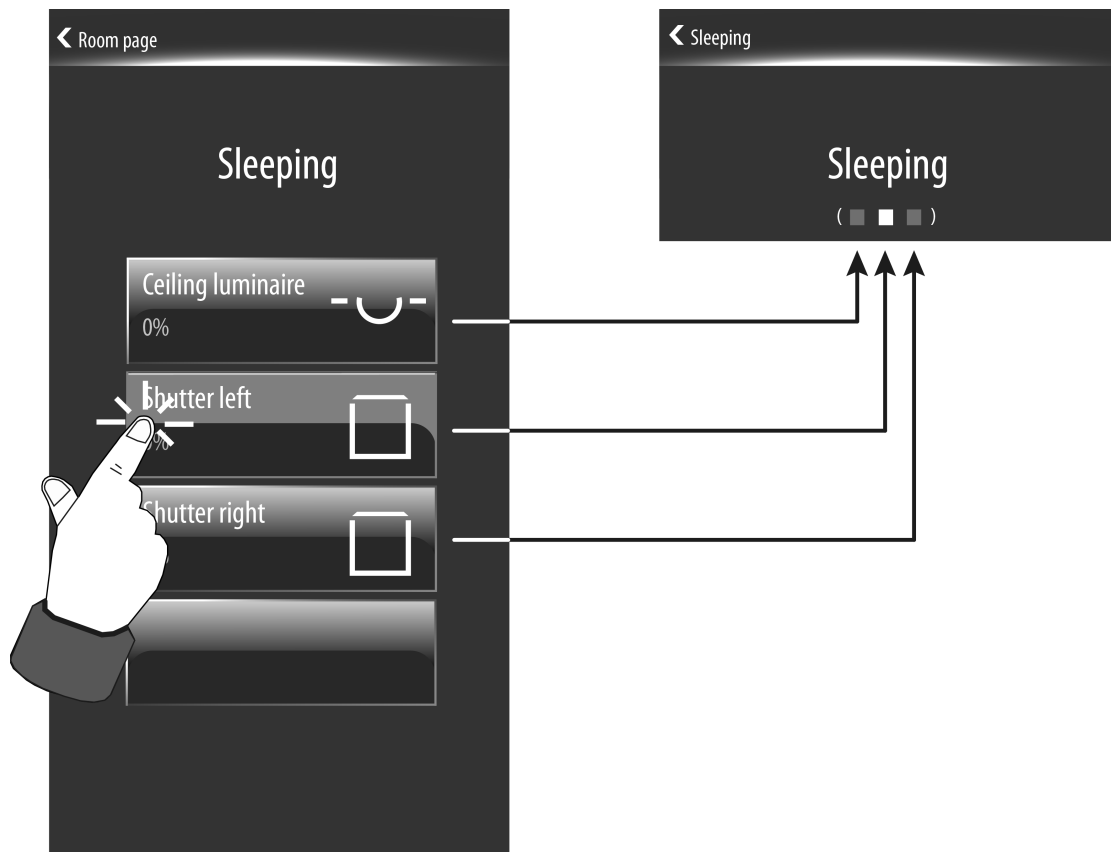 Room page
Sleeping
Ceiling luminaire
0%
Shutter left
Shutter right
Sleeping
Sleeping
( )